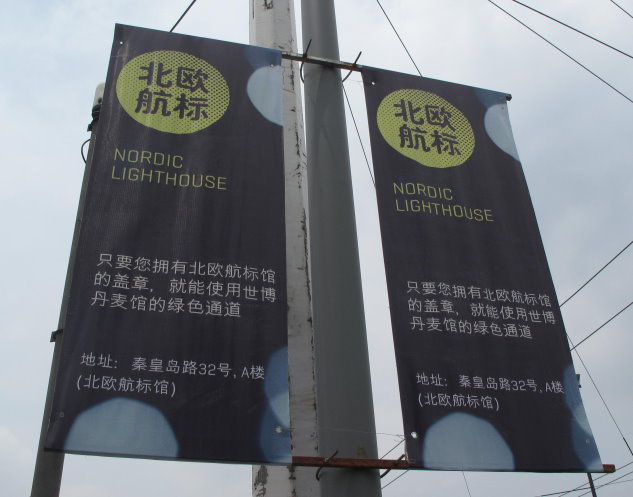 北欧
航标
NORDIC
LIGHTHOUSE
只要您拥有北欧航标馆
的盖章，就能使用世博
丹麦馆的绿色通道
地址：秦皇岛路32号，A楼
(北欧航标馆)
北欧
航标
NORDIC
LIGHTHOUSE
只要您拥有北欧航标馆
的盖章，就能使用世博
丹麦馆的绿色通道
地址：秦皇岛路32号，A楼
(北欧航标馆)